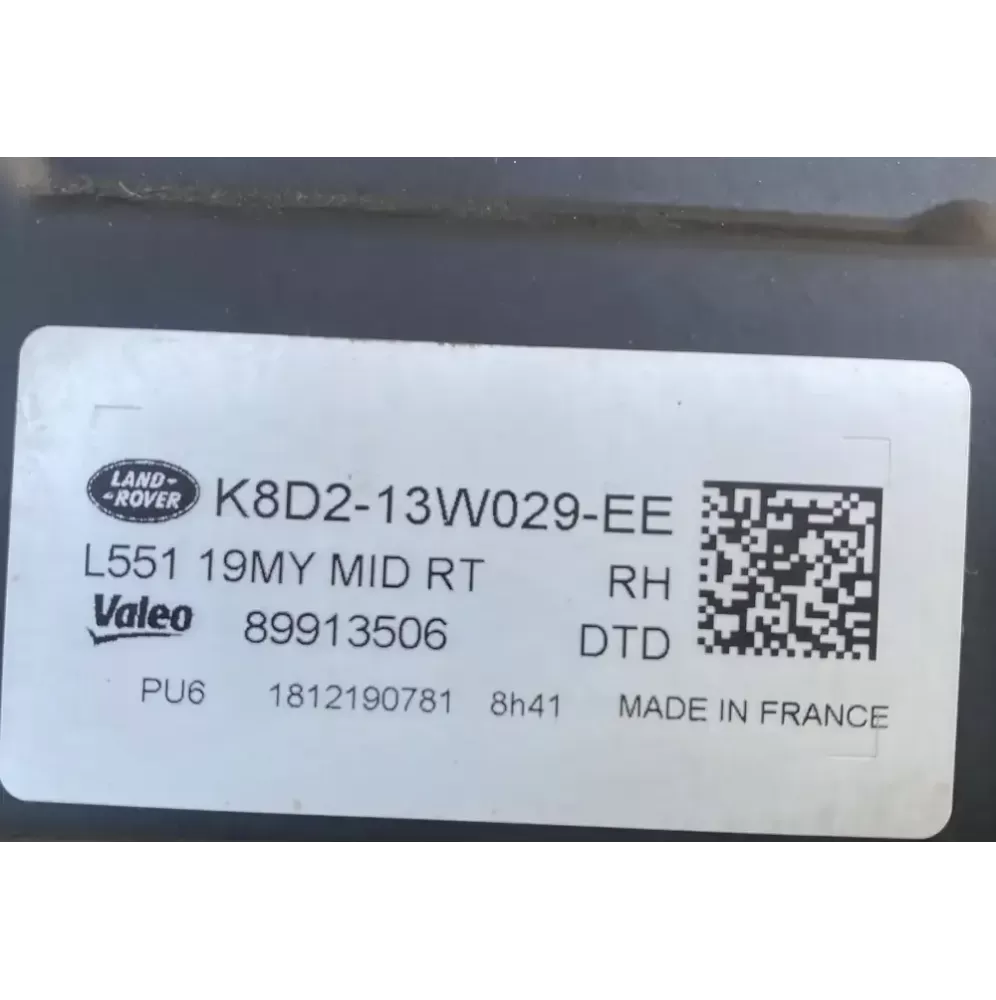 LAND-
-ROVER
K8D2-13W029-EE
L551 19MY MID RT RH
Valeo 89913506 DTD
PU6 1812190781 8h41 MADE IN FRANCE